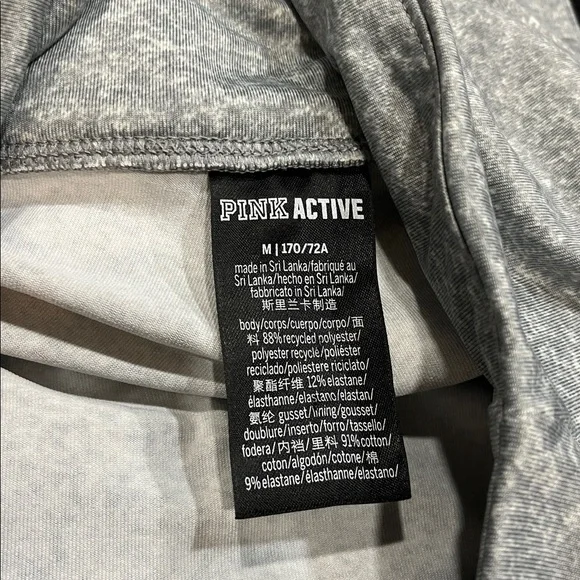 PINK ACTIVE
M | 170/72A
made in Sri Lanka/fabriqué au
Sri Lanka/hecho en Sri Lanka/
fabbricato in Sri Lanka/
斯里兰卡制造
body/corps/cuerpo/corpo/面
料 88% recycled polyester/
polyester recyclé/poliéster
reciclado/poliestere riciclato/
聚酯纤维 12% elastane/
élasthanne/elastano/elastan/
氨纶 gusset/lining/gousset/
doublure/inserto/forro/tassello/
fodera/内裆/里料 91% cotton/
coton/algodón/cotone/棉
9% elastane/élasthanne/elastano/